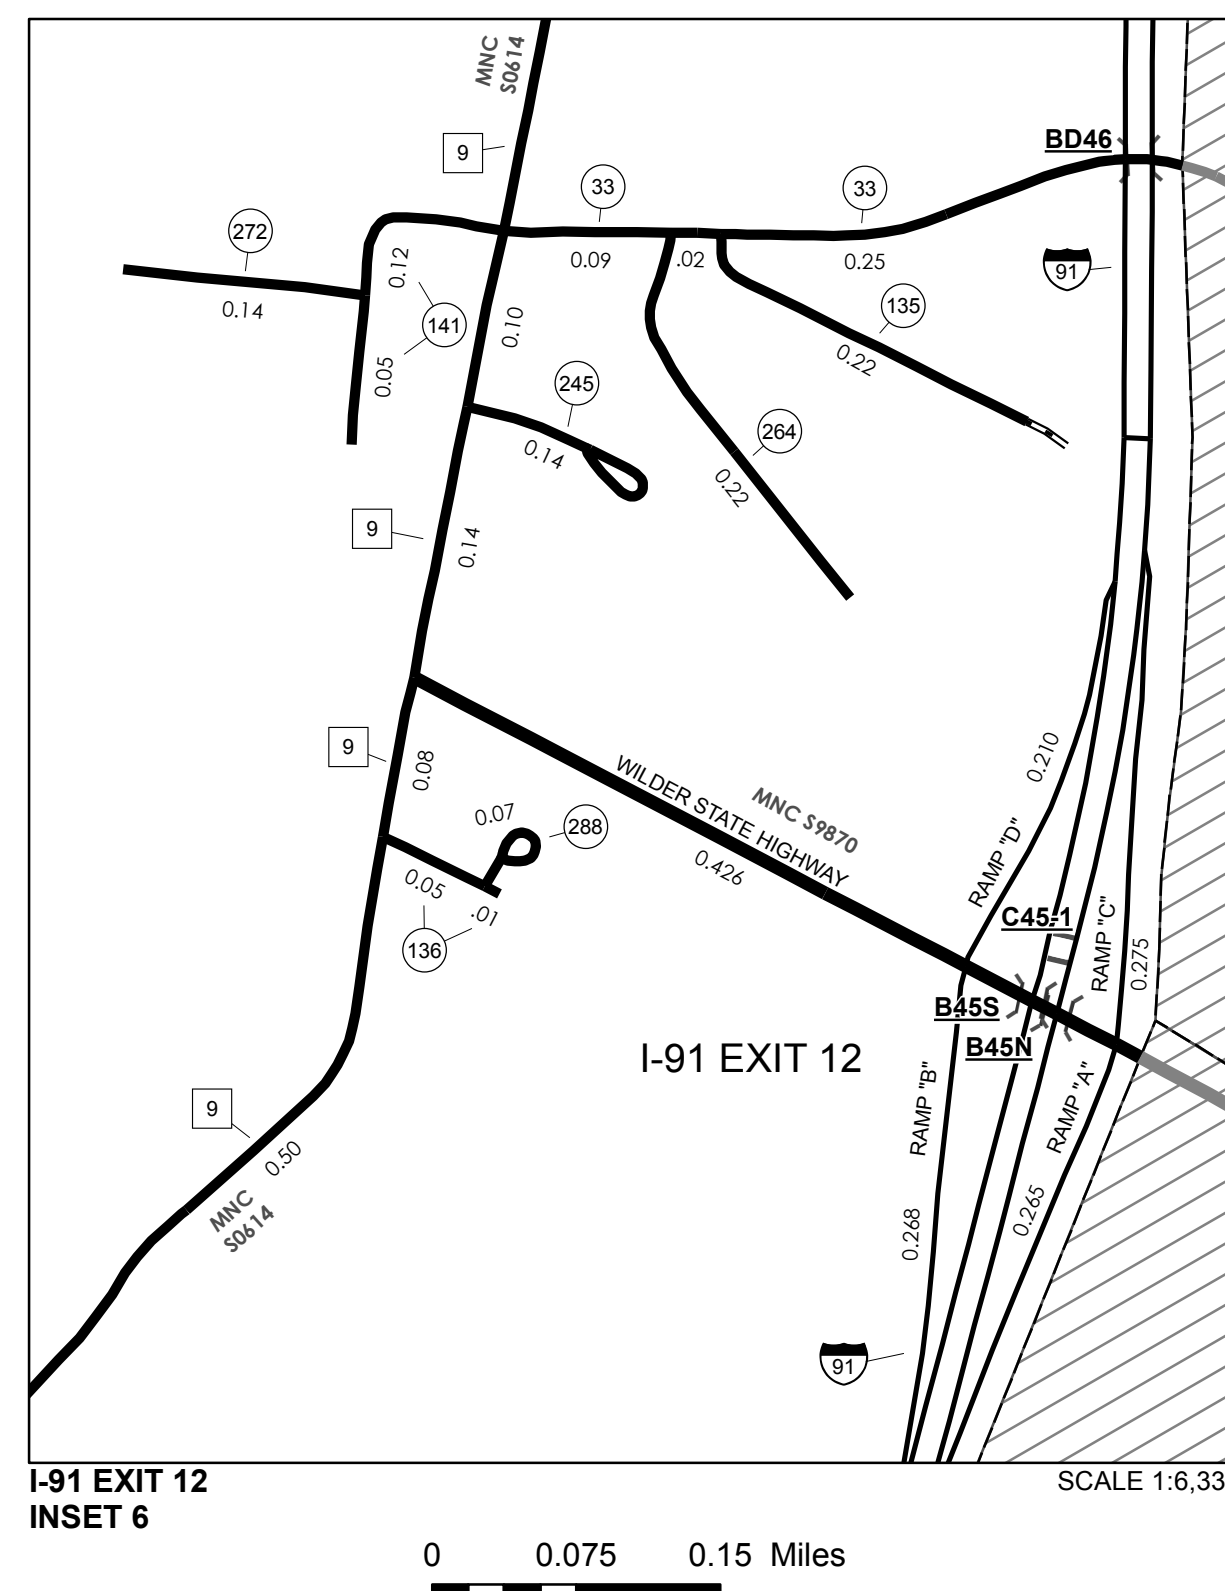 MNC
S0614
9
BD46
33
33
272
0.12
0.09
.02
0.25
91
0.14
141
0.10
135
0.22
0.05
245
0.14
264
0.22
9
0.14
0.210
9
0.08
WILDER STATE HIGHWAY
MNC S9870
0.426
0.07
288
RAMP "D"
0.05
.01
136
C45-1
RAMP "C"
0.275
B45S
B45N
I-91 EXIT 12
RAMP "B"
RAMP "A"
9
0.50
MNC
S0614
0.268
0.265
91
I-91 EXIT 12
INSET 6
SCALE 1:6,33
0 0.075 0.15 Miles